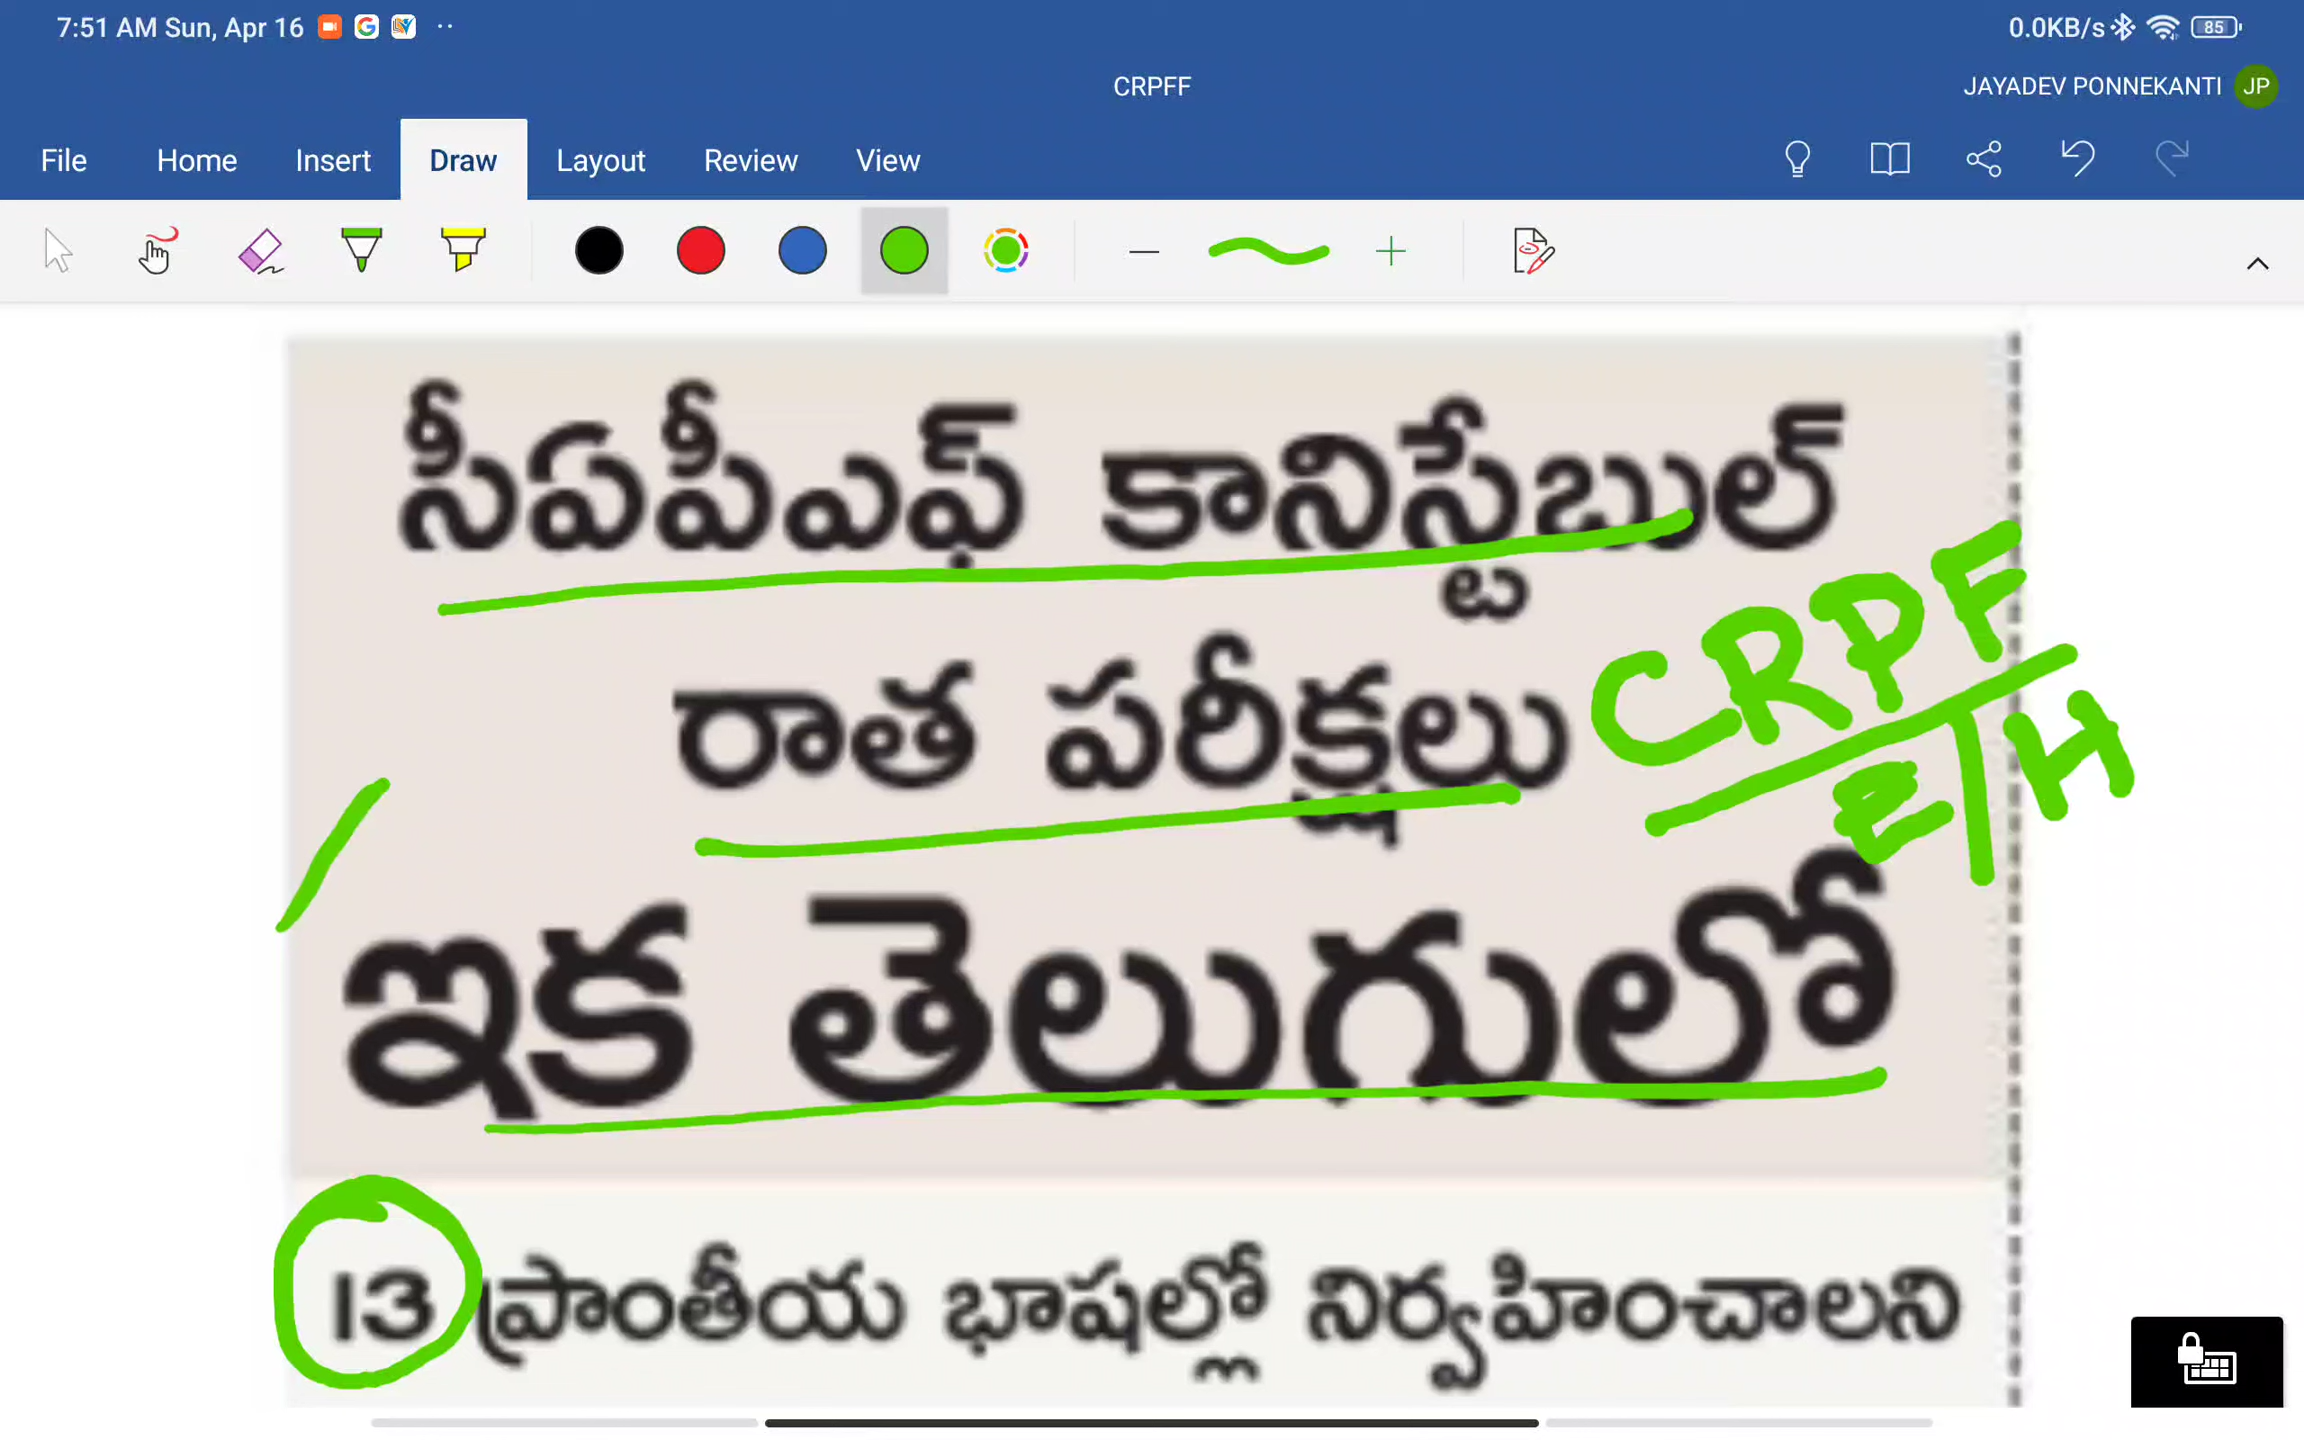 7:51 AM Sun, Apr 16
0.0KB/s 85
CRPFF
JAYADEV PONNEKANTI JP
File Home Insert Draw Layout Review View
సీఏపీఎఫ్ కానిస్టేబుల్
రాత పరీక్షలు
CRPF
E/H
ఇక తెలుగులో
13 ప్రాంతీయ భాషల్లో నిర్వహించాలని